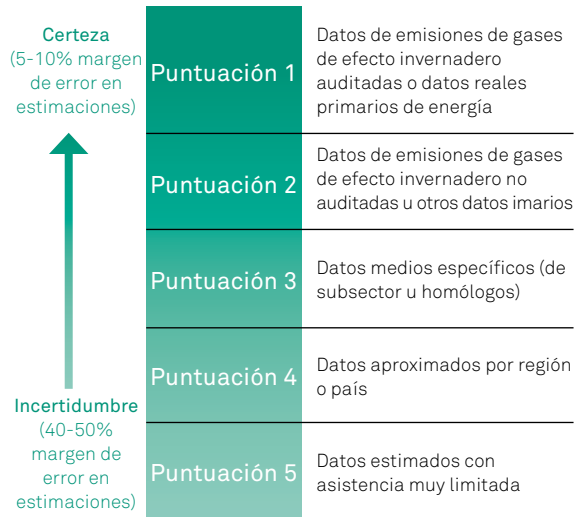 Certeza
(5-10% margen
de error en
estimaciones)
Puntuación 1
Datos de emisiones de gases
de efecto invernadero
auditadas o datos reales
primarios de energía
Puntuación 2
Datos de emisiones de gases
de efecto invernadero no
auditadas u otros datos imarios
Puntuación 3
Datos medios específicos (de
subsector u homólogos)
Puntuación 4
Datos aproximados por región
o país
Incertidumbre
(40-50%
margen de
error en
estimaciones)
Puntuación 5
Datos estimados con
asistencia muy limitada